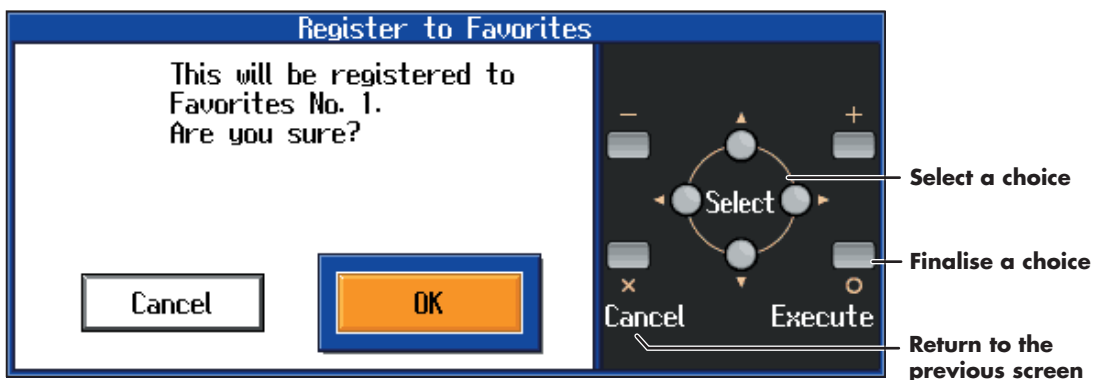 Register to Favorites
This will be registered to
Favorites No. 1.
Are you sure?
Cancel
OK
− +
Select
× ○
Cancel Execute
Select a choice
Finalise a choice
Return to the
previous screen